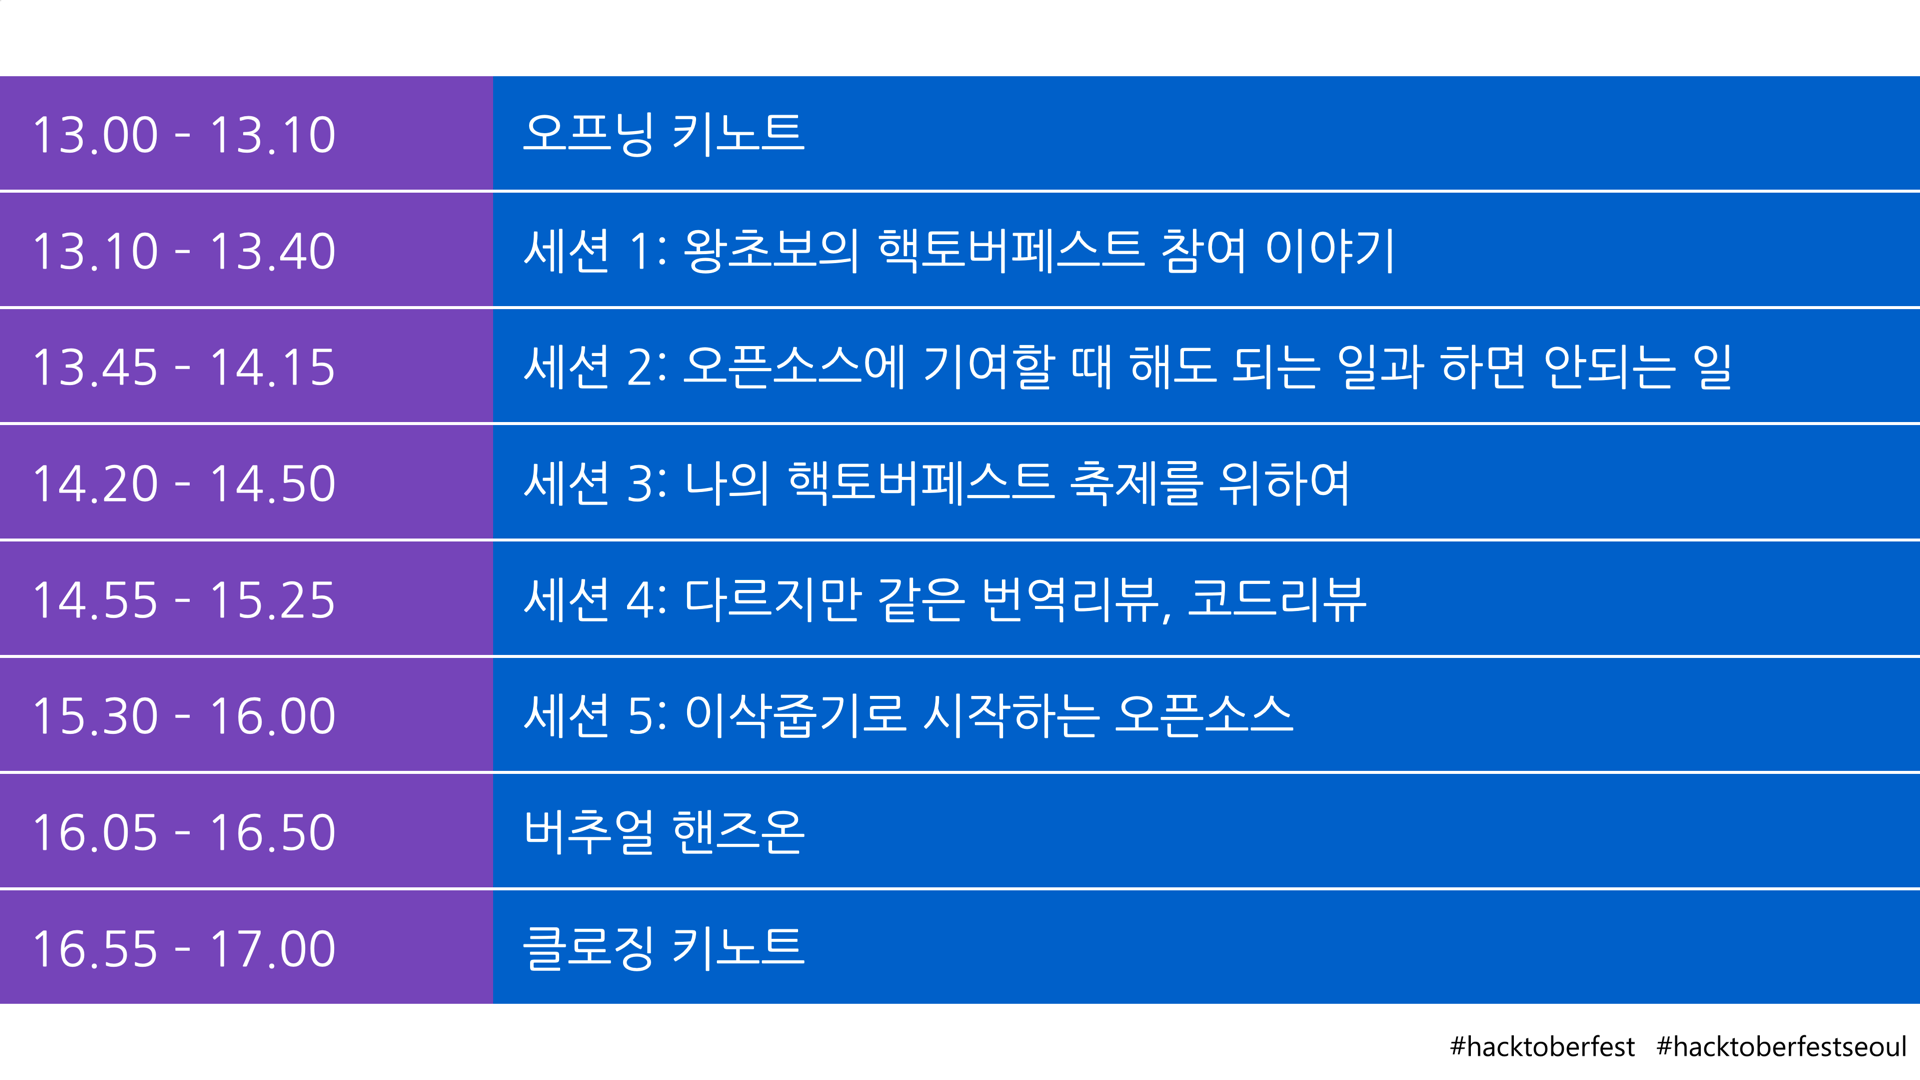 13.00 - 13.10 오프닝 키노트
13.10 - 13.40 세션 1: 왕초보의 핵토버페스트 참여 이야기
13.45 - 14.15 세션 2: 오픈소스에 기여할 때 해도 되는 일과 하면 안되는 일
14.20 - 14.50 세션 3: 나의 핵토버페스트 축제를 위하여
14.55 - 15.25 세션 4: 다르지만 같은 번역리뷰, 코드리뷰
15.30 - 16.00 세션 5: 이삭줍기로 시작하는 오픈소스
16.05 - 16.50 버추얼 핸즈온
16.55 - 17.00 클로징 키노트
#hacktoberfest #hacktoberfestseoul